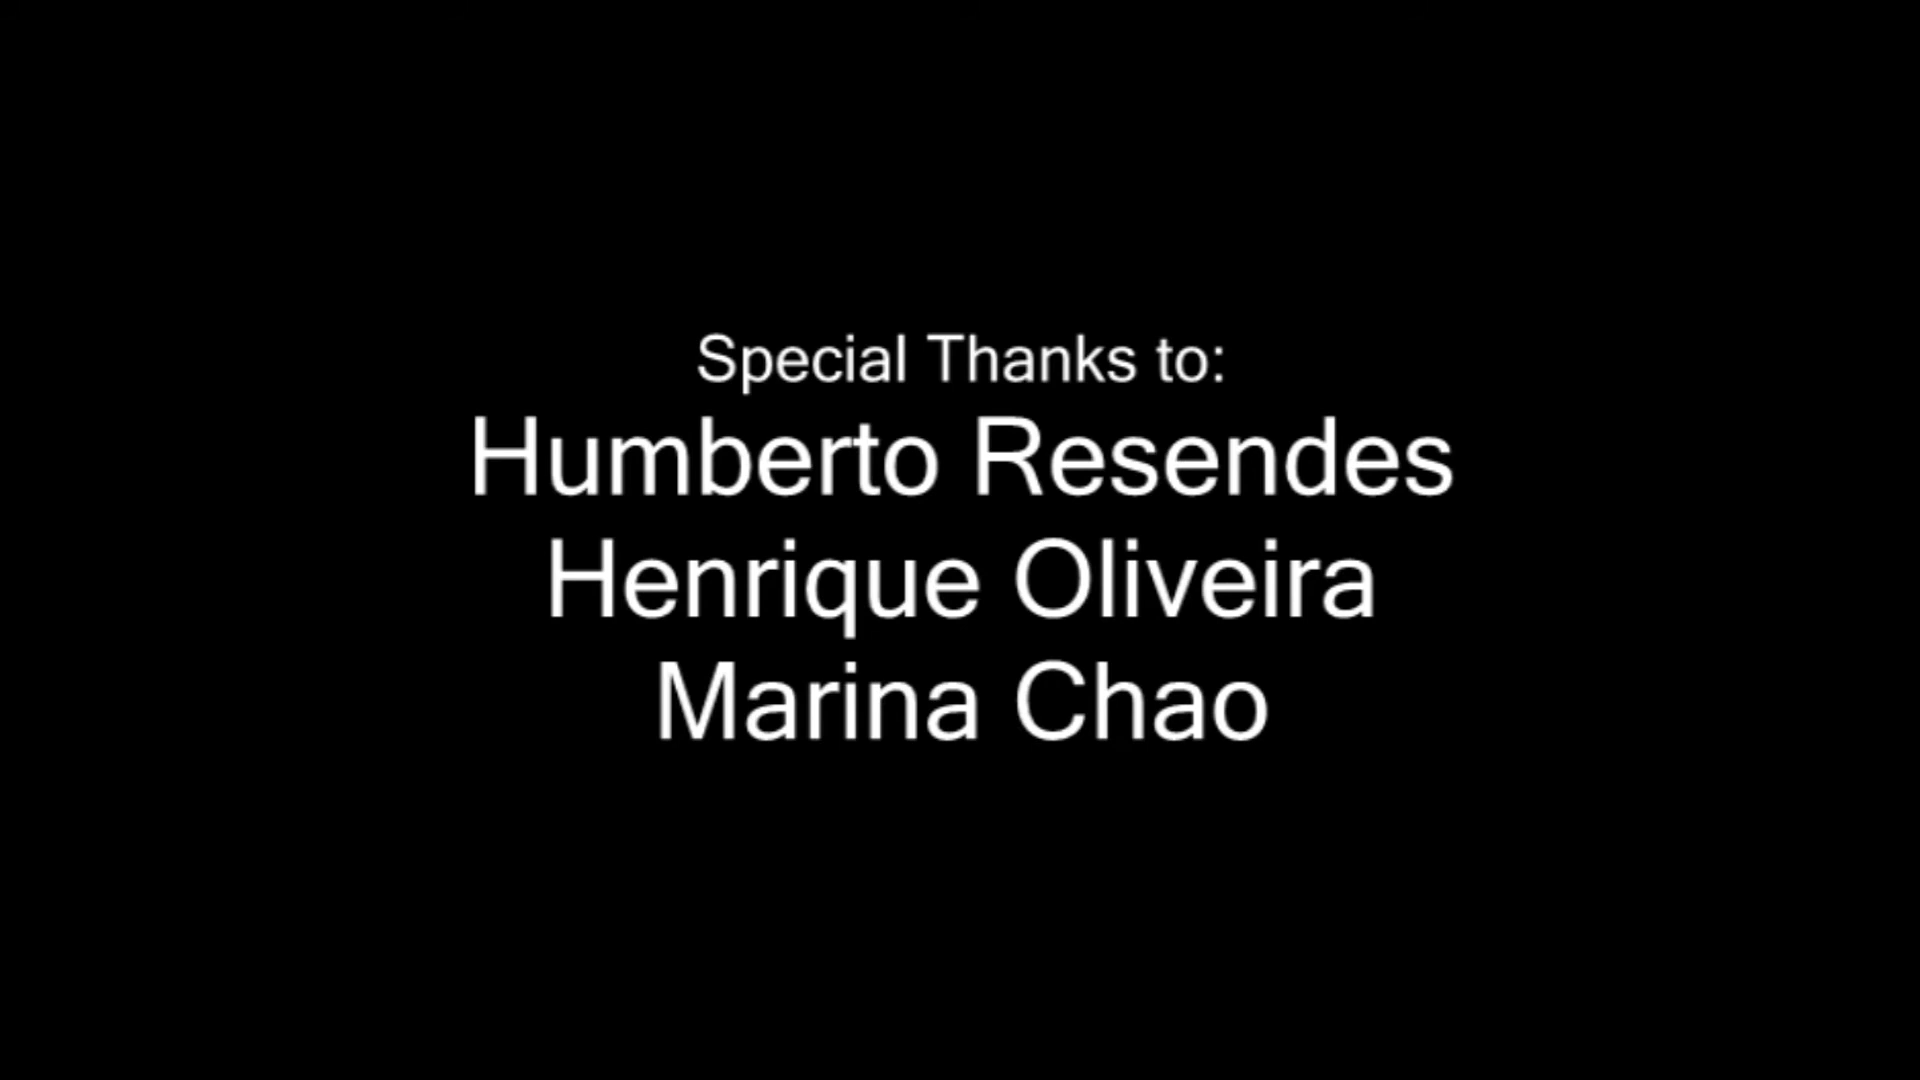 Special Thanks to:
Humberto Resendes
Henrique Oliveira
Marina Chao